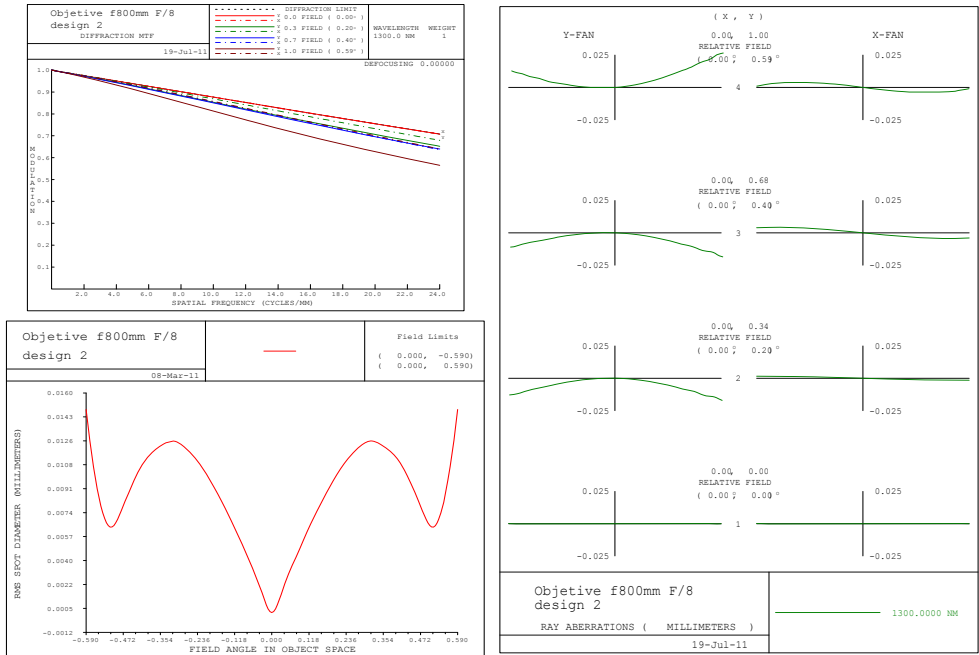 Objetive f800mm F/8
design 2
DIFFRACTION MTF
19-Jul-11
DIFFRACTION LIMIT
Y
X
0.0 FIELD ( 0.00° )
Y
X
0.3 FIELD ( 0.20° )
Y
X
0.7 FIELD ( 0.40° )
Y
X
1.0 FIELD ( 0.59° )
WAVELENGTH WEIGHT
1300.0 NM 1
DEFOCUSING 0.00000
1.0
0.9
0.8
0.7
0.6
0.5
0.4
0.3
0.2
0.1
MODULATION
2.0 4.0 6.0 8.0 10.0 12.0 14.0 16.0 18.0 20.0 22.0 24.0
SPATIAL FREQUENCY (CYCLES/MM)
Objetive f800mm F/8
design 2
08-Mar-11
Field Limits
( 0.000, -0.590)
( 0.000, 0.590)
0.0160
0.0143
0.0126
0.0108
0.0091
0.0074
0.0057
0.0040
0.0022
0.0005
-0.0012
RMS SPOT DIAMETER (MILLIMETERS)
-0.590 -0.472 -0.354 -0.236 -0.118 0.000 0.118 0.236 0.354 0.472 0.590
FIELD ANGLE IN OBJECT SPACE
( X , Y )
Y-FAN
0.00, 1.00
RELATIVE FIELD
( 0.00°, 0.59)°
X-FAN
0.025
0.025
4
-0.025
-0.025
0.00, 0.68
RELATIVE FIELD
( 0.00°, 0.40)°
0.025
0.025
3
-0.025
-0.025
0.00, 0.34
RELATIVE FIELD
( 0.00°, 0.20)°
0.025
0.025
2
-0.025
-0.025
0.00, 0.00
RELATIVE FIELD
( 0.00°, 0.00)°
0.025
0.025
1
-0.025
-0.025
Objetive f800mm F/8
design 2
RAY ABERRATIONS ( MILLIMETERS )
19-Jul-11
1300.0000 NM